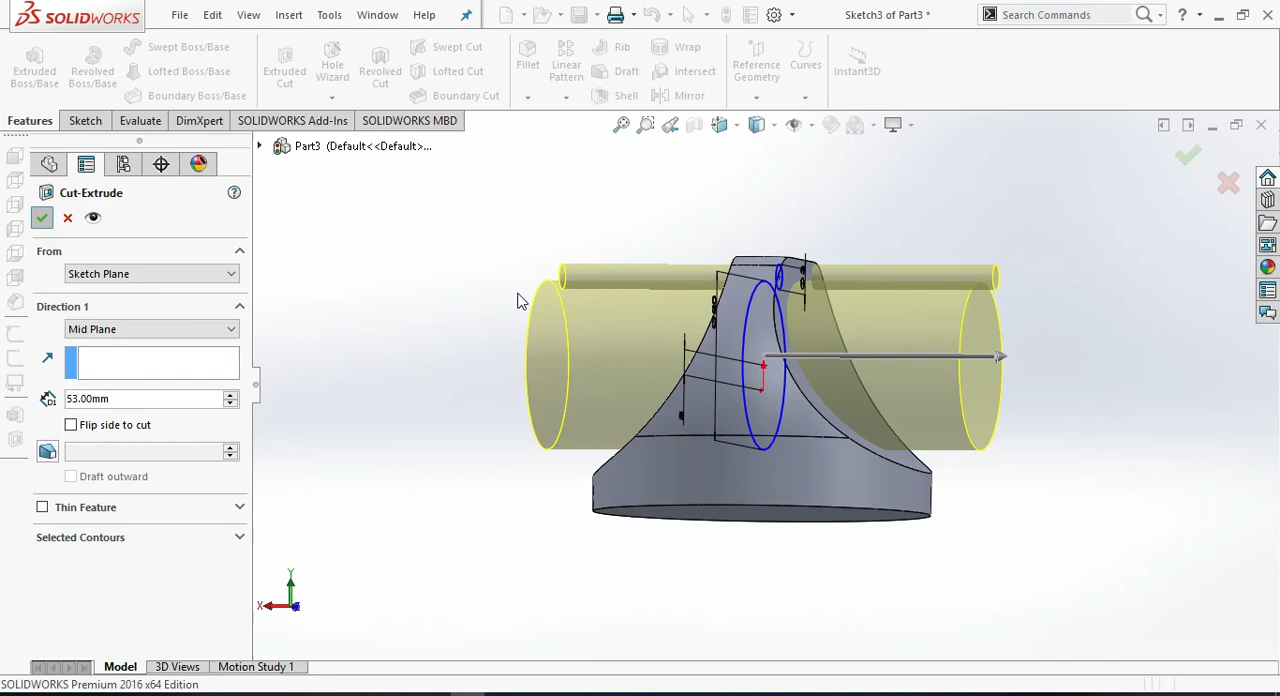 SOLIDWORKS File Edit View Insert Tools Window Help Sketch3 of Part3 * Search Commands ?
Extruded Boss/Base
Revolved Boss/Base
Swept Boss/Base
Lofted Boss/Base
Boundary Boss/Base
Extruded Cut
Hole Wizard
Revolved Cut
Swept Cut
Lofted Cut
Boundary Cut
Fillet
Linear Pattern
Rib
Draft
Shell
Wrap
Intersect
Mirror
Reference Geometry
Curves
Instant3D
Features Sketch Evaluate DimXpert SOLIDWORKS Add-Ins SOLIDWORKS MBD
Part3 (Default<<Default>...
Cut-Extrude
From
Sketch Plane
Direction 1
Mid Plane
D1 53.00mm
Flip side to cut
Draft outward
Thin Feature
Selected Contours
Y
X
Model 3D Views Motion Study 1
SOLIDWORKS Premium 2016 x64 Edition